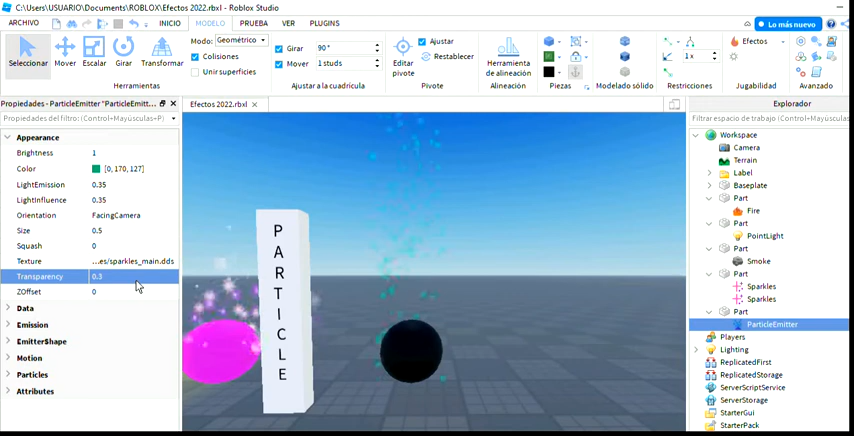 C:\Users\USUARIO\Documents\ROBLOX\Efectos 2022.rbxl - Roblox Studio
ARCHIVO INICIO MODELO PRUEBA VER PLUGINS Lo más nuevo
Seleccionar Mover Escalar Girar Transformar
Modo: Geométrico
Colisiones
Unir superficies
Herramientas
Girar 90°
Mover 1 studs
Ajustar a la cuadrícula
Editar pivote
Ajustar
Restablecer
Pivote
Herramienta de alineación
Alineación
Piezas
Modelado sólido
1x
Restricciones
Efectos
Jugabilidad
Avanzado
Propiedades - ParticleEmitter "ParticleEmitt...
Propiedades del filtro: (Control+Mayúsculas+P)
Appearance
Brightness 1
Color [0, 170, 127]
LightEmission 0.35
LightInfluence 0.35
Orientation FacingCamera
Size 0.5
Squash 0
Texture ...es/sparkles_main.dds
Transparency 0.3
ZOffset 0
Data
Emission
EmitterShape
Motion
Particles
Attributes
Efectos 2022.rbxl
PARTICLE
Explorador
Filtrar espacio de trabajo (Control+Mayúsculas
Workspace
Camera
Terrain
Label
Baseplate
Part
Fire
Part
PointLight
Part
Smoke
Part
Sparkles
Sparkles
Part
ParticleEmitter
Players
Lighting
ReplicatedFirst
ReplicatedStorage
ServerScriptService
ServerStorage
StarterGui
StarterPack